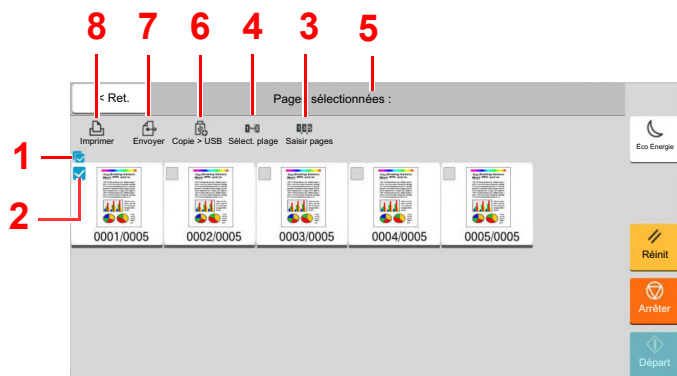 8 7 6 4 3 5
< Ret.
Pages sélectionnées :
Imprimer Envoyer Copie > USB Sélect. plage Saisir pages
Éco Énergie
1
2
0001/0005 0002/0005 0003/0005 0004/0005 0005/0005
Réinit
Arrêter
Départ